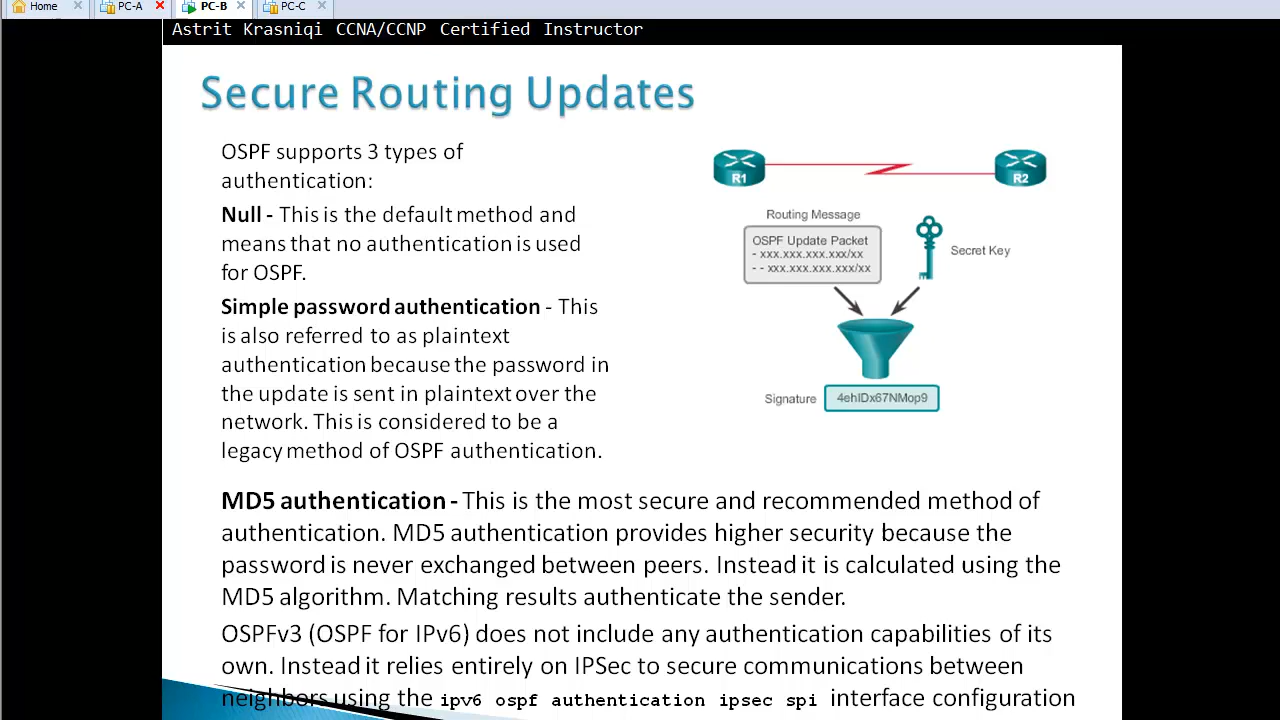 Home PC-A PC-B PC-C
Astrit Krasniqi CCNA/CCNP Certified Instructor
Secure Routing Updates
OSPF supports 3 types of
authentication:
Null - This is the default method and
means that no authentication is used
for OSPF.
Simple password authentication - This
is also referred to as plaintext
authentication because the password in
the update is sent in plaintext over the
network. This is considered to be a
legacy method of OSPF authentication.
R1
R2
Routing Message
OSPF Update Packet
- xxx.xxx.xxx.xxx/xx
- - xxx.xxx.xxx.xxx/xx
Secret Key
Signature
4ehIDx67NMop9
MD5 authentication - This is the most secure and recommended method of
authentication. MD5 authentication provides higher security because the
password is never exchanged between peers. Instead it is calculated using the
MD5 algorithm. Matching results authenticate the sender.
OSPFv3 (OSPF for IPv6) does not include any authentication capabilities of its
own. Instead it relies entirely on IPSec to secure communications between
neighbors using the ipv6 ospf authentication ipsec spi interface configuration